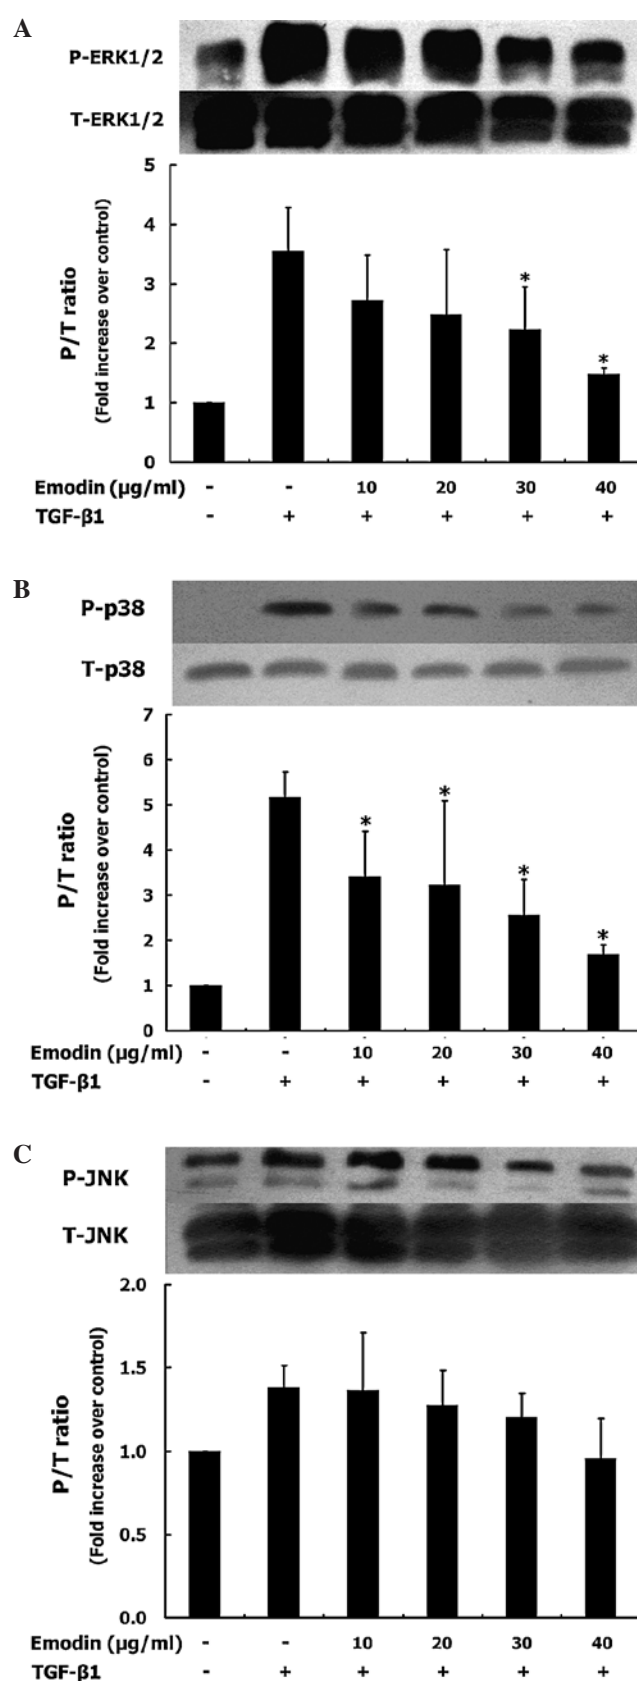 A
P-ERK1/2
T-ERK1/2
P/T ratio
(Fold increase over control)
5
4
3
2
1
0
* *
Emodin (µg/ml) - - 10 20 30 40
TGF-β1 - + + + + +
B
P-p38
T-p38
P/T ratio
(Fold increase over control)
7
6
5
4
3
2
1
0
* * * *
Emodin (µg/ml) - - 10 20 30 40
TGF-β1 - + + + + +
C
P-JNK
T-JNK
P/T ratio
(Fold increase over control)
2.0
1.5
1.0
0.5
0.0
Emodin (µg/ml) - - 10 20 30 40
TGF-β1 - + + + + +